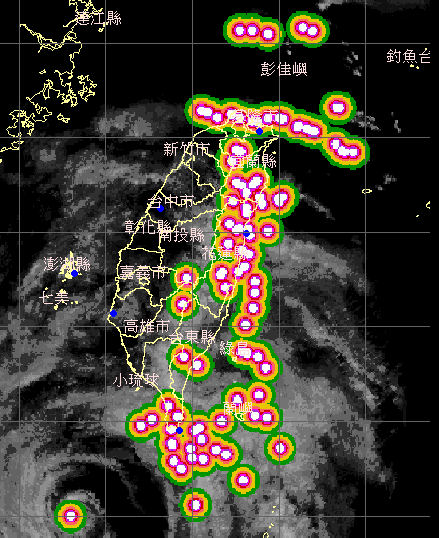 連江縣
彭佳嶼
釣魚台
新竹市
宜蘭縣
台中市
彰化縣
南投縣
花蓮縣
澎湖縣
嘉義市
七美
高雄市
台東縣
綠島
小琉球
蘭嶼